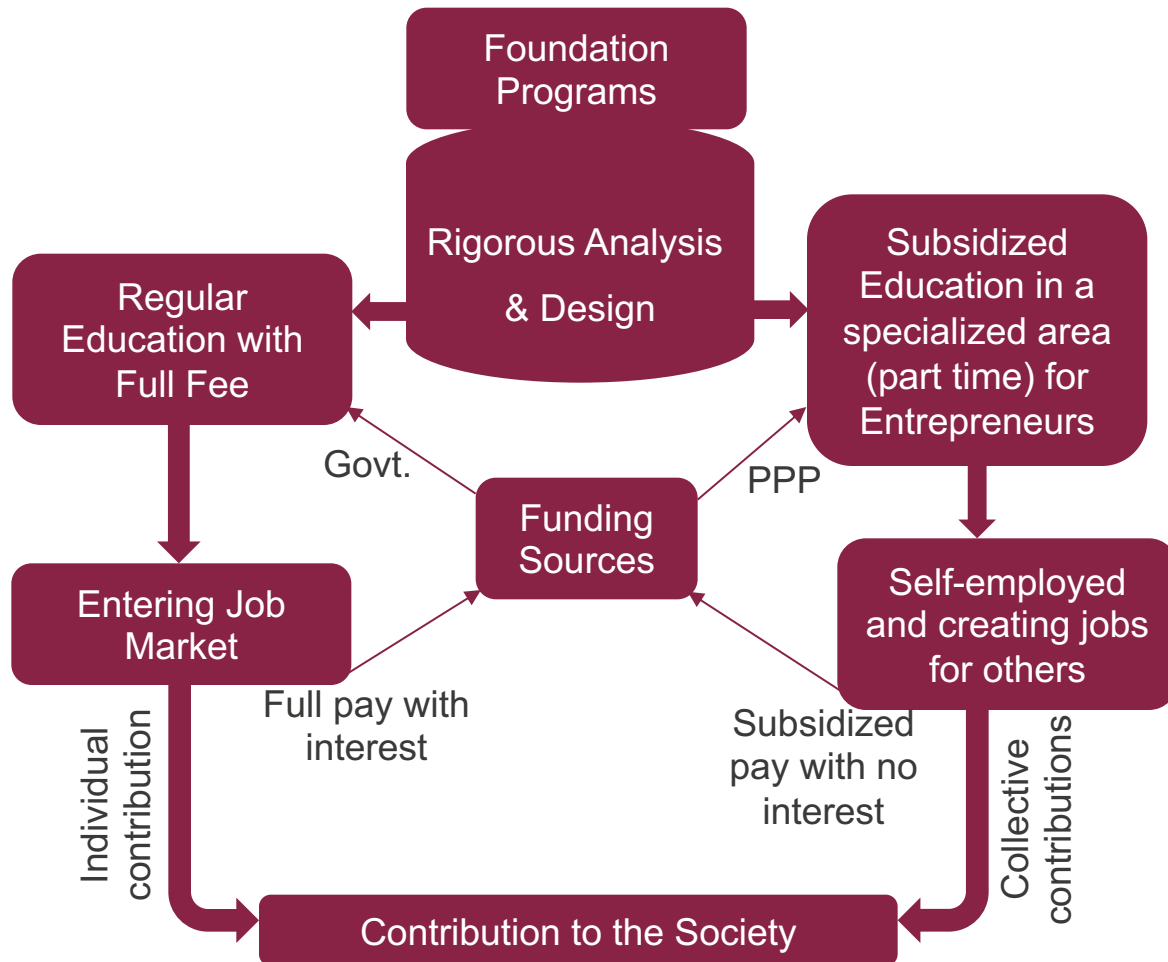 Foundation
Programs
Rigorous Analysis
& Design
Regular
Education with
Full Fee
Subsidized
Education in a
specialized area
(part time) for
Entrepreneurs
Govt.
PPP
Funding
Sources
Entering Job
Market
Self-employed
and creating jobs
for others
Full pay with
interest
Subsidized
pay with no
interest
Individual
contribution
Collective
contributions
Contribution to the Society